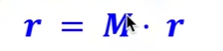 r = M · r